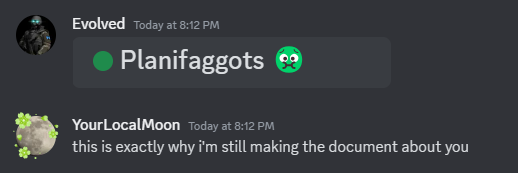 Evolved Today at 8:12 PM
Planifaggots
YourLocalMoon Today at 8:12 PM
this is exactly why i'm still making the document about you